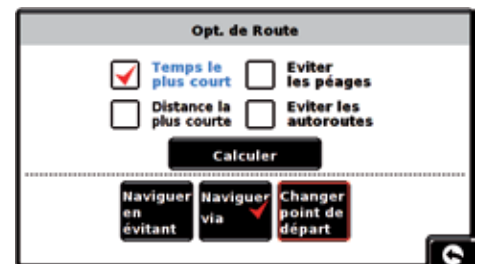 Opt. de Route
Temps le
plus court
Eviter
les péages
Distance la
plus courte
Eviter les
autoroutes
Calculer
Naviguer
en
évitant
Naviguer
via
Changer
point de
départ